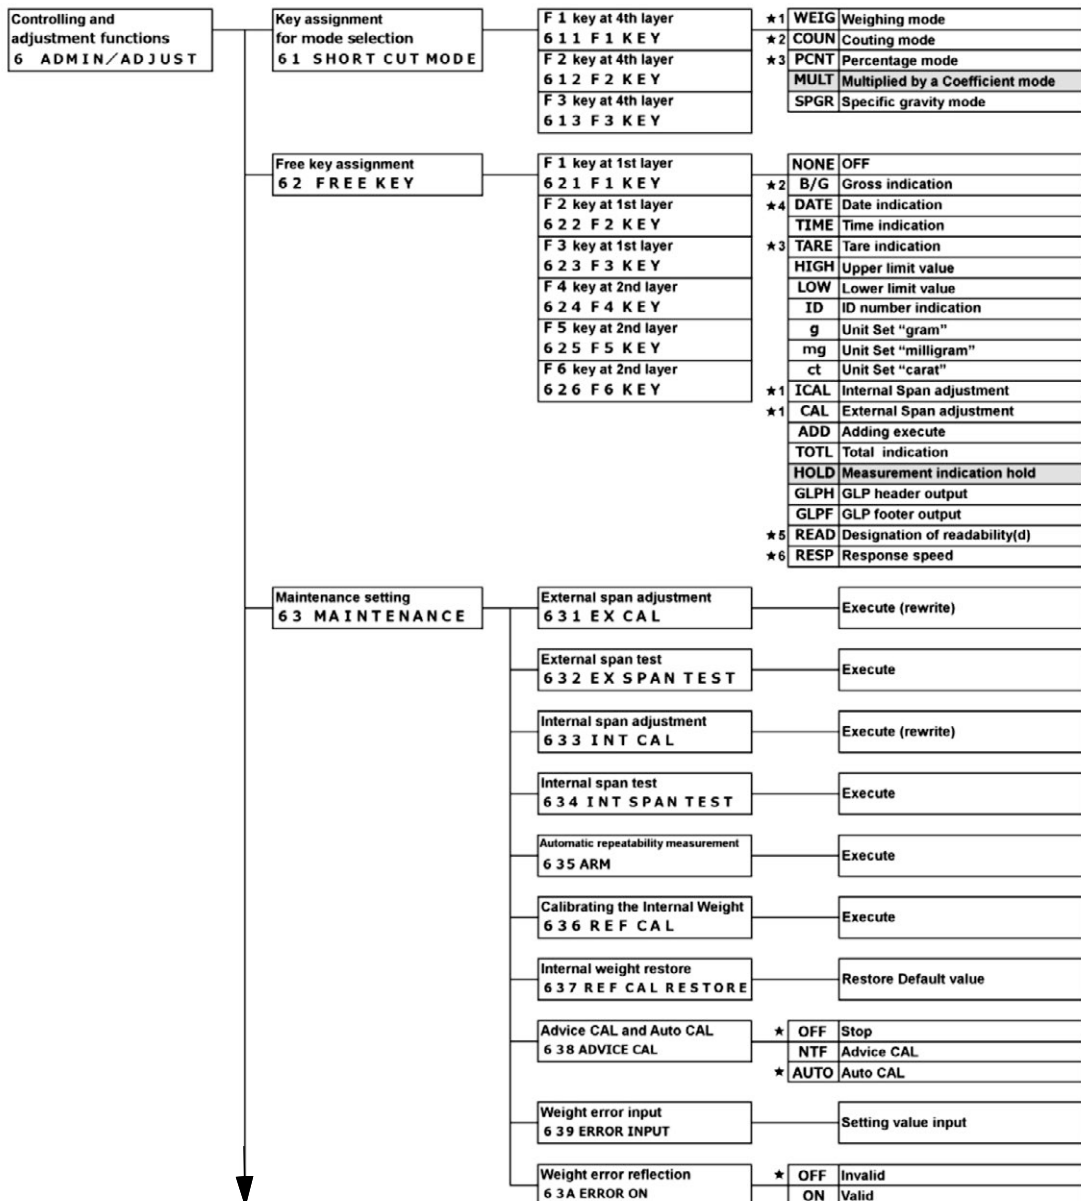 Controlling and
adjustment functions
6 ADMIN/ADJUST
Key assignment
for mode selection
61 SHORT CUT MODE
F 1 key at 4th layer
611 F1 KEY
F 2 key at 4th layer
612 F2 KEY
F 3 key at 4th layer
613 F3 KEY
★1 WEIG Weighing mode
★2 COUN Couting mode
★3 PCNT Percentage mode
MULT Multiplied by a Coefficient mode
SPGR Specific gravity mode
Free key assignment
62 FREE KEY
F 1 key at 1st layer
621 F1 KEY
F 2 key at 1st layer
622 F2 KEY
F 3 key at 1st layer
623 F3 KEY
F 4 key at 2nd layer
624 F4 KEY
F 5 key at 2nd layer
625 F5 KEY
F 6 key at 2nd layer
626 F6 KEY
NONE OFF
★2 B/G Gross indication
★4 DATE Date indication
TIME Time indication
★3 TARE Tare indication
HIGH Upper limit value
LOW Lower limit value
ID ID number indication
g Unit Set “gram”
mg Unit Set “milligram”
ct Unit Set “carat”
★1 ICAL Internal Span adjustment
★1 CAL External Span adjustment
ADD Adding execute
TOTL Total indication
HOLD Measurement indication hold
GLPH GLP header output
GLPF GLP footer output
★5 READ Designation of readability(d)
★6 RESP Response speed
Maintenance setting
63 MAINTENANCE
External span adjustment
631 EX CAL
Execute (rewrite)
External span test
632 EX SPAN TEST
Execute
Internal span adjustment
633 INT CAL
Execute (rewrite)
Internal span test
634 INT SPAN TEST
Execute
Automatic repeatability measurement
635 ARM
Execute
Calibrating the Internal Weight
636 REF CAL
Execute
Internal weight restore
637 REF CAL RESTORE
Restore Default value
Advice CAL and Auto CAL
638 ADVICE CAL
★ OFF Stop
NTF Advice CAL
★ AUTO Auto CAL
Weight error input
639 ERROR INPUT
Setting value input
Weight error reflection
63A ERROR ON
★ OFF Invalid
ON Valid